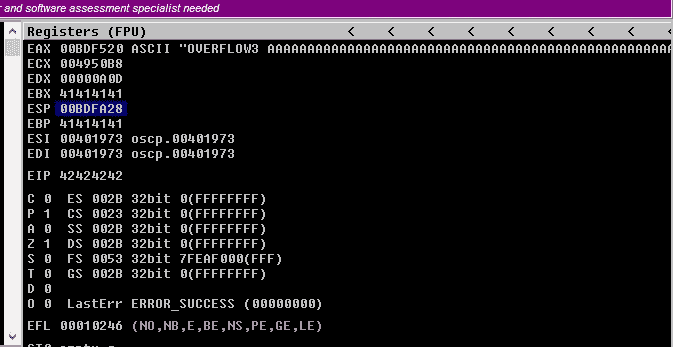 r and software assessment specialist needed
Registers (FPU) < < < < < < < < <
EAX 00BDF520 ASCII "OVERFLOW3 AAAAAAAAAAAAAAAAAAAAAAAAAAAAAAAAAAAAAAAAAAAAAAAAAAAA
ECX 004950B8
EDX 00000A0D
EBX 41414141
ESP 00BDFA28
EBP 41414141
ESI 00401973 oscp.00401973
EDI 00401973 oscp.00401973
EIP 42424242
C 0 ES 002B 32bit 0(FFFFFFFF)
P 1 CS 0023 32bit 0(FFFFFFFF)
A 0 SS 002B 32bit 0(FFFFFFFF)
Z 1 DS 002B 32bit 0(FFFFFFFF)
S 0 FS 0053 32bit 7FEAF000(FFF)
T 0 GS 002B 32bit 0(FFFFFFFF)
D 0
O 0 LastErr ERROR_SUCCESS (00000000)
EFL 00010246 (NO,NB,E,BE,NS,PE,GE,LE)